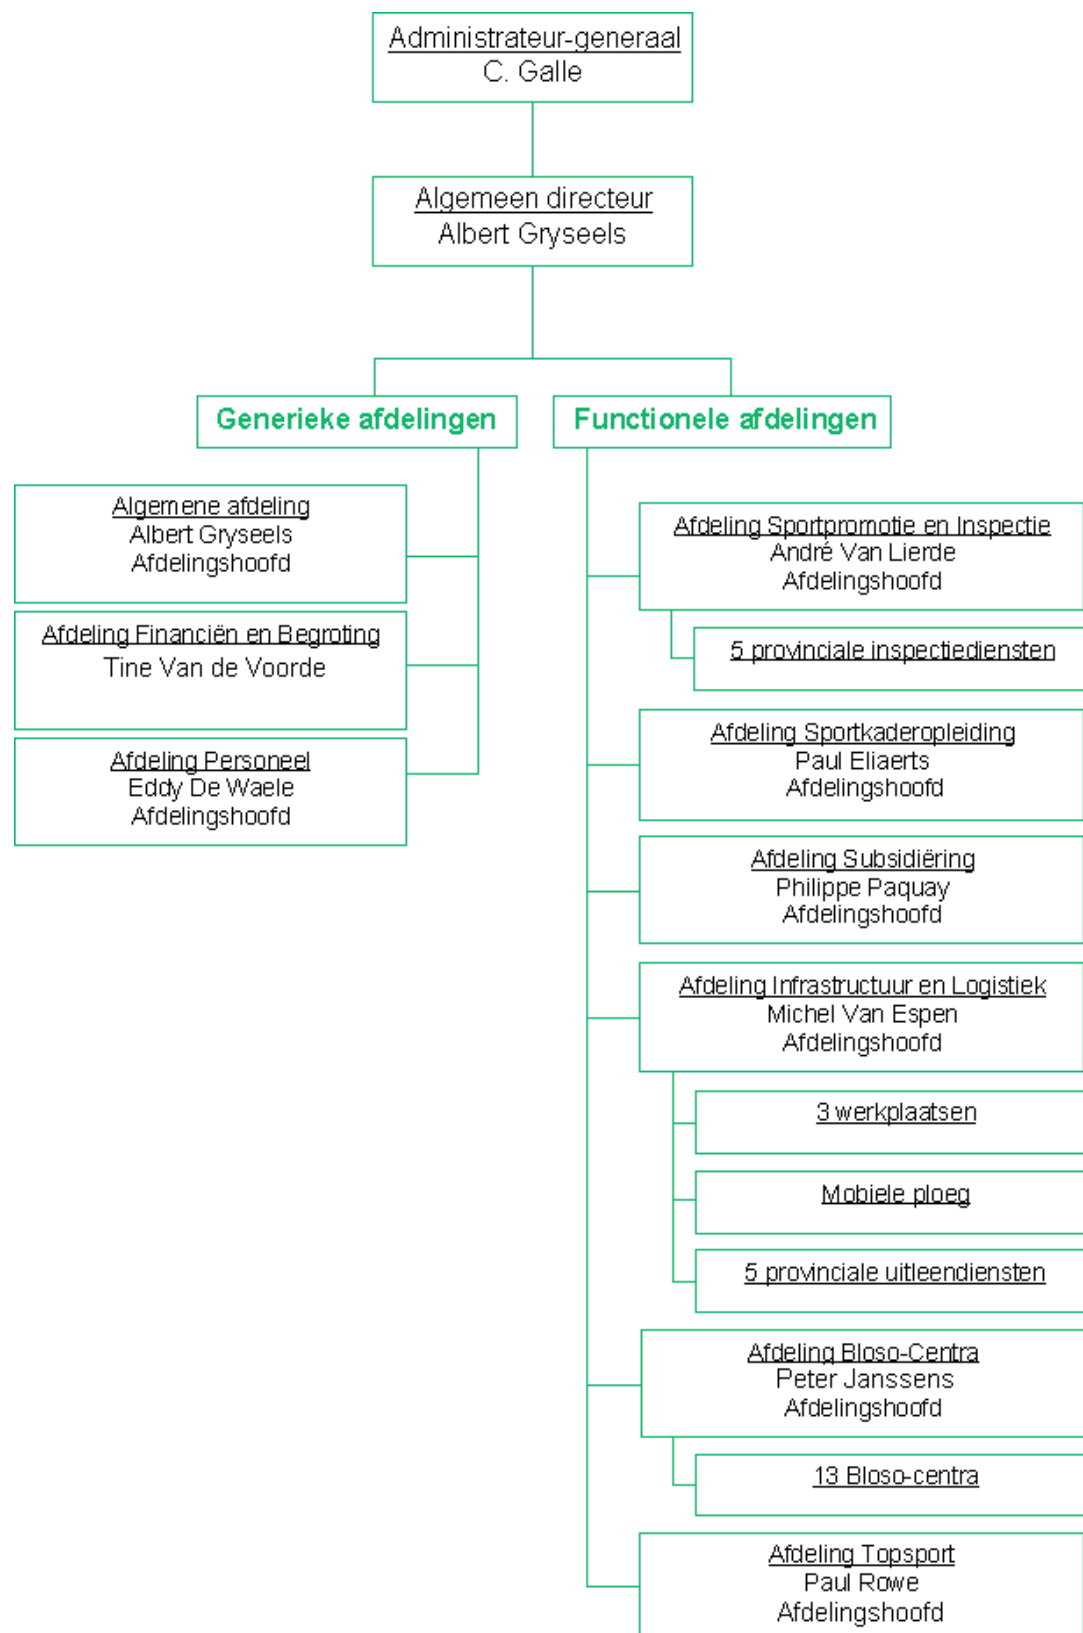 Administrateur-generaal
C. Galle
Algemeen directeur
Albert Gryseels
Generieke afdelingen
Algemene afdeling
Albert Gryseels
Afdelingshoofd
Afdeling Financiën en Begroting
Tine Van de Voorde
Afdeling Personeel
Eddy De Waele
Afdelingshoofd
Functionele afdelingen
Afdeling Sportpromotie en Inspectie
André Van Lierde
Afdelingshoofd
5 provinciale inspectiediensten
Afdeling Sportkaderopleiding
Paul Eliaerts
Afdelingshoofd
Afdeling Subsidiëring
Philippe Paquay
Afdelingshoofd
Afdeling Infrastructuur en Logistiek
Michel Van Espen
Afdelingshoofd
3 werkplaatsen
Mobiele ploeg
5 provinciale uitleendiensten
Afdeling Bloso-Centra
Peter Janssens
Afdelingshoofd
13 Bloso-centra
Afdeling Topsport
Paul Rowe
Afdelingshoofd